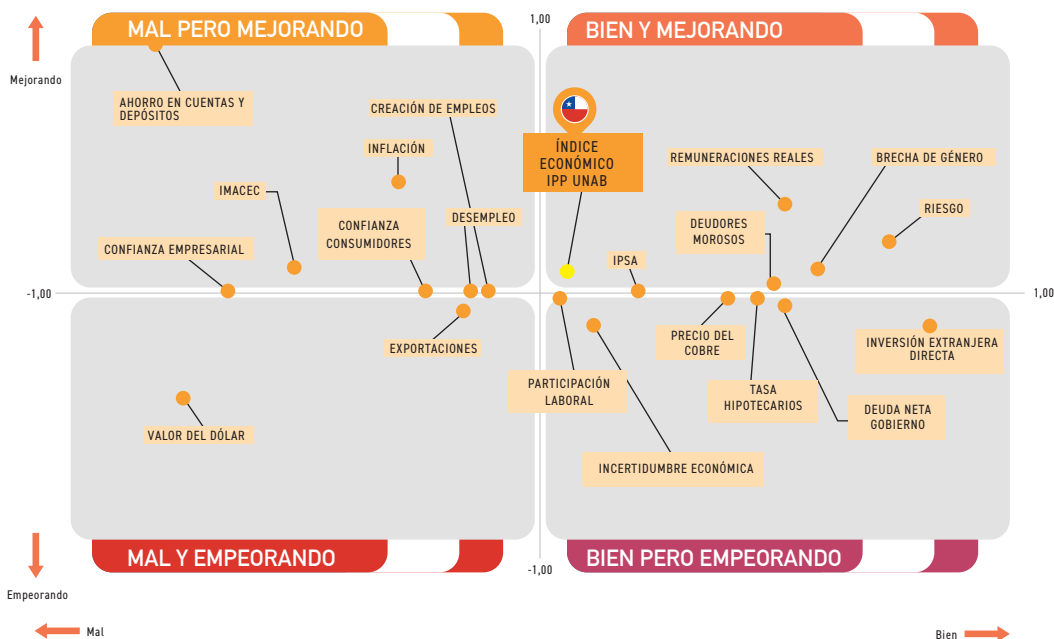 MAL PERO MEJORANDO
1,00
BIEN Y MEJORANDO
Mejorando
AHORRO EN CUENTAS Y
DEPÓSITOS
CREACIÓN DE EMPLEOS
INFLACIÓN
ÍNDICE
ECONÓMICO
IPP UNAB
REMUNERACIONES REALES
BRECHA DE GÉNERO
IMACEC
RIESGO
CONFIANZA
CONSUMIDORES
DESEMPLEO
DEUDORES
MOROSOS
CONFIANZA EMPRESARIAL
IPSA
-1,00
1,00
EXPORTACIONES
PRECIO DEL
COBRE
INVERSIÓN EXTRANJERA
DIRECTA
PARTICIPACIÓN
LABORAL
TASA
HIPOTECARIOS
DEUDA NETA
GOBIERNO
VALOR DEL DÓLAR
INCERTIDUMBRE ECONÓMICA
MAL Y EMPEORANDO
-1,00
BIEN PERO EMPEORANDO
Empeorando
Mal
Bien